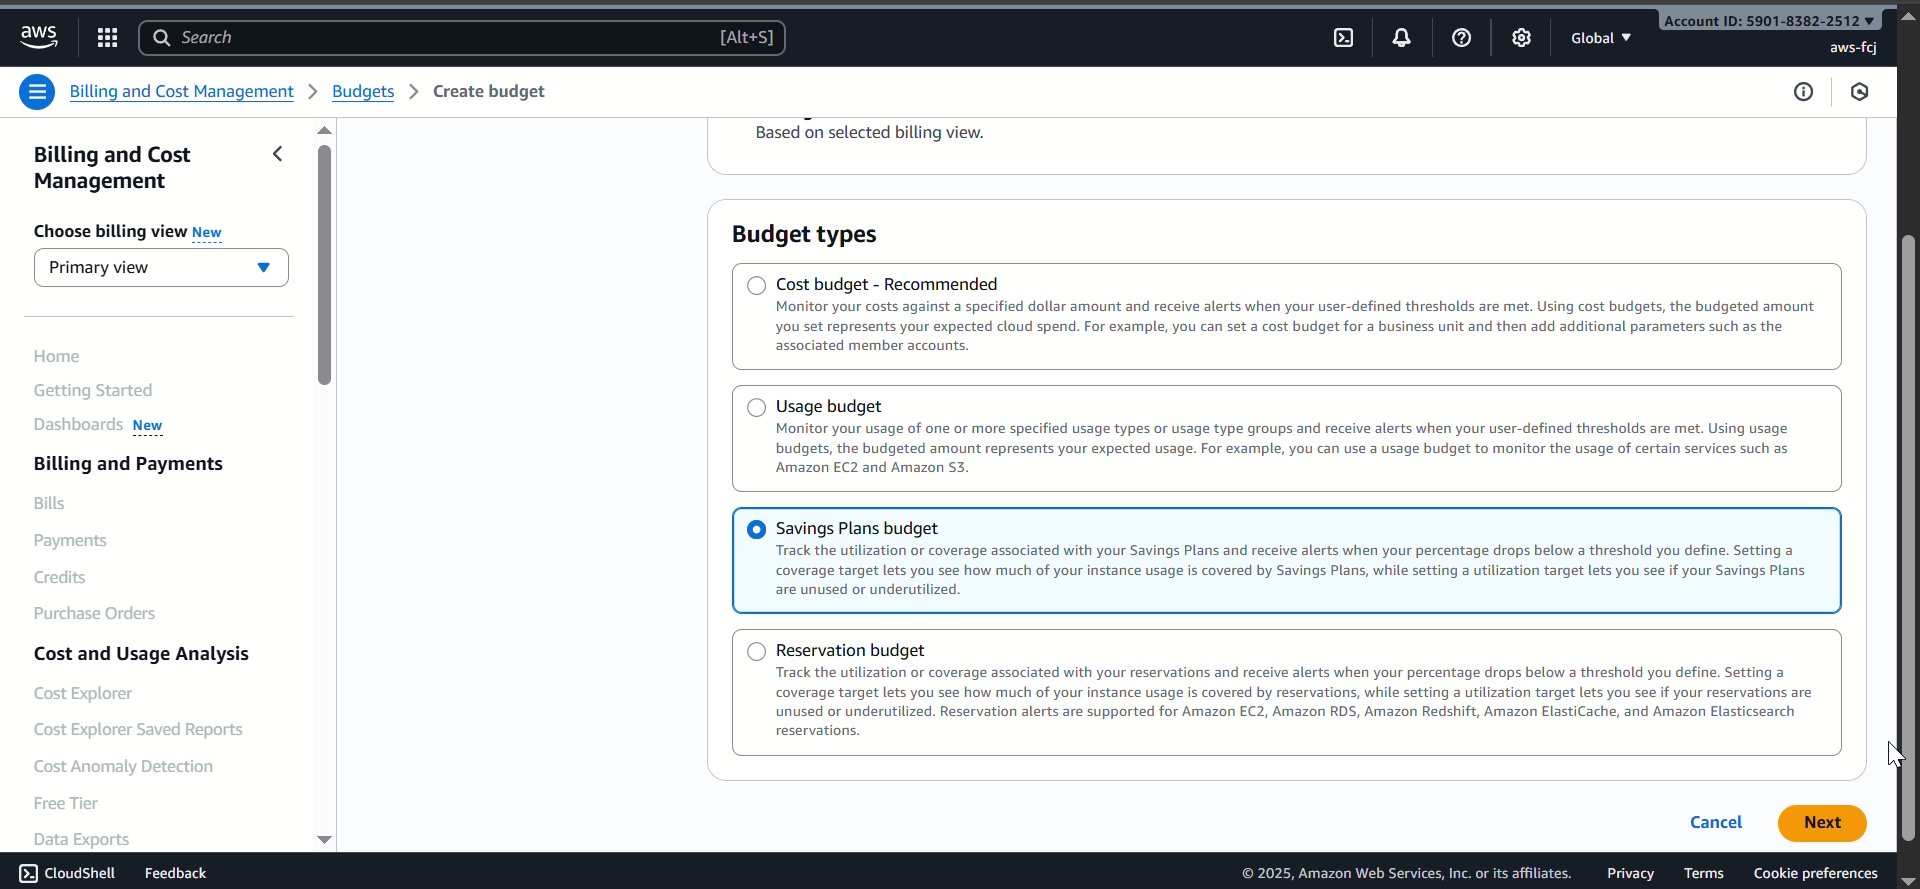 aws
Search
[Alt+S]
Global
Account ID: 5901-8382-2512
aws-fcj
Billing and Cost Management
Budgets
Create budget
Billing and Cost
Management
Choose billing view New
Primary view
Home
Getting Started
Dashboards New
Billing and Payments
Bills
Payments
Credits
Purchase Orders
Cost and Usage Analysis
Cost Explorer
Cost Explorer Saved Reports
Cost Anomaly Detection
Free Tier
Data Exports
Based on selected billing view.
Budget types
Cost budget - Recommended
Monitor your costs against a specified dollar amount and receive alerts when your user-defined thresholds are met. Using cost budgets, the budgeted amount
you set represents your expected cloud spend. For example, you can set a cost budget for a business unit and then add additional parameters such as the
associated member accounts.
Usage budget
Monitor your usage of one or more specified usage types or usage type groups and receive alerts when your user-defined thresholds are met. Using usage
budgets, the budgeted amount represents your expected usage. For example, you can use a usage budget to monitor the usage of certain services such as
Amazon EC2 and Amazon S3.
Savings Plans budget
Track the utilization or coverage associated with your Savings Plans and receive alerts when your percentage drops below a threshold you define. Setting a
coverage target lets you see how much of your instance usage is covered by Savings Plans, while setting a utilization target lets you see if your Savings Plans
are unused or underutilized.
Reservation budget
Track the utilization or coverage associated with your reservations and receive alerts when your percentage drops below a threshold you define. Setting a
coverage target lets you see how much of your instance usage is covered by reservations, while setting a utilization target lets you see if your reservations are
unused or underutilized. Reservation alerts are supported for Amazon EC2, Amazon RDS, Amazon Redshift, Amazon ElastiCache, and Amazon Elasticsearch
reservations.
Cancel
Next
CloudShell
Feedback
© 2025, Amazon Web Services, Inc. or its affiliates.
Privacy
Terms
Cookie preferences